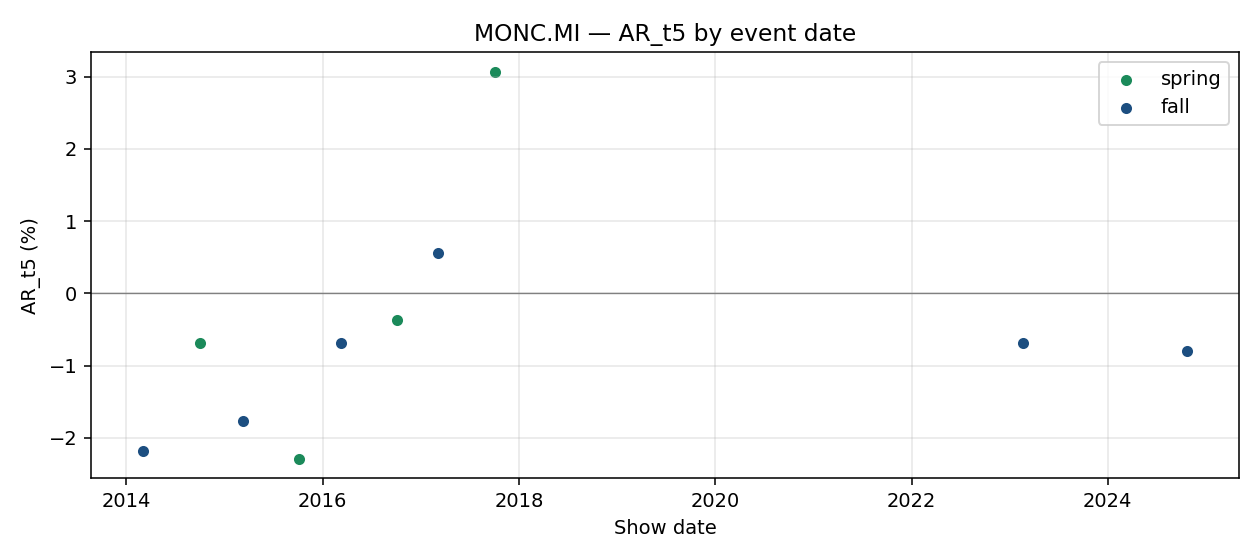 MONC.MI — AR_t5 by event date
spring
fall
AR_t5 (%)
3
2
1
0
−1
−2
2014 2016 2018 2020 2022 2024
Show date